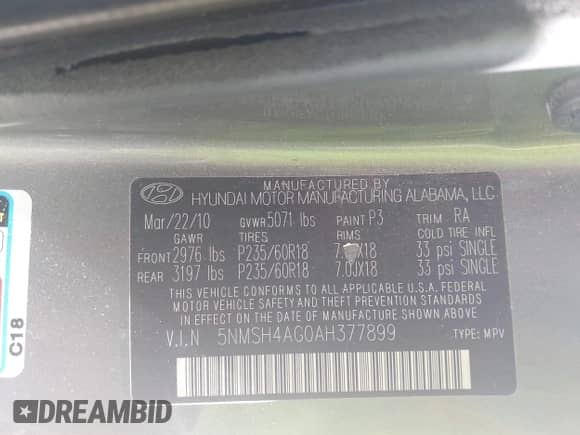 MANUFACTURED BY
HYUNDAI MOTOR MANUFACTURING ALABAMA, LLC
Mar/22/10 GVWR 5071 lbs PAINT P3 TRIM RA
GAWR TIRES RIMS COLD TIRE INFL
FRONT 2976 lbs P235/60R18 33 psi SINGLE
REAR 3197 lbs P235/60R18 7.0JX18 33 psi SINGLE
THIS VEHICLE CONFORMS TO ALL APPLICABLE U.S.A. FEDERAL
MOTOR VEHICLE SAFETY AND THEFT PREVENTION STANDARDS
IN EFFECT ON THE DATE OF MANUFACTURE SHOWN ABOVE
V.I.N 5NMSH4AG0AH377899 TYPE: MPV
C18
DREAMBID